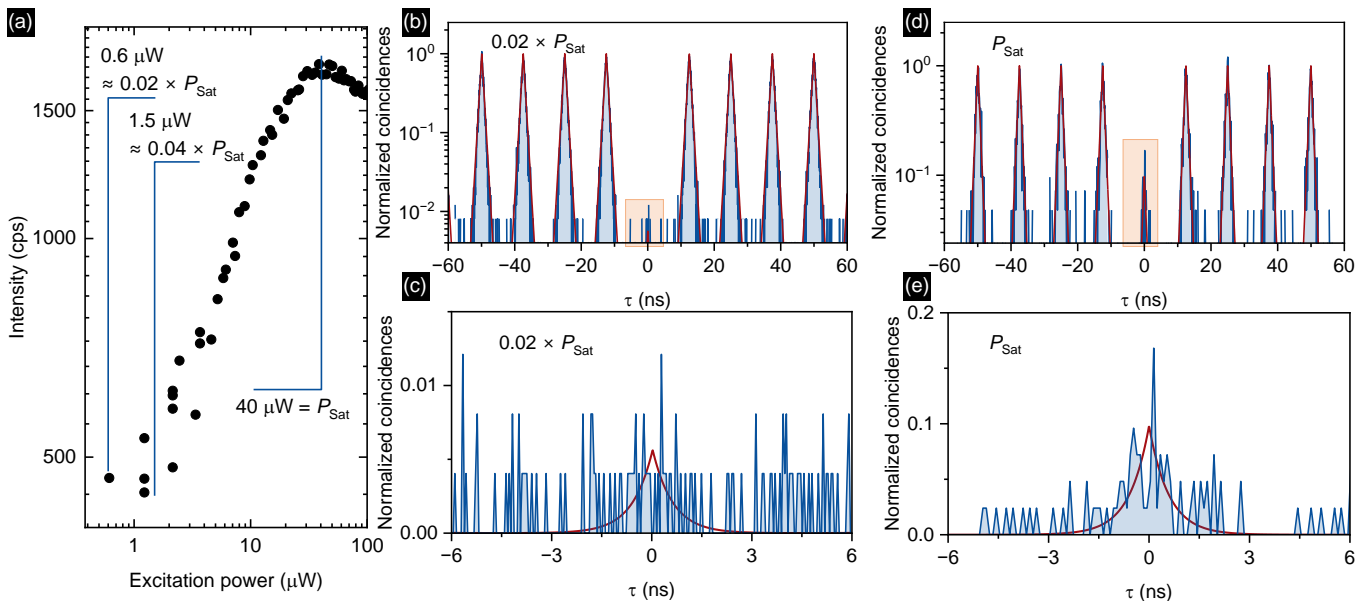 (a)
0.6 μW
≈ 0.02 × P_Sat
1.5 μW
≈ 0.04 × P_Sat
40 μW = P_Sat
1500
1000
500
Intensity (cps)
1 10 100
Excitation power (μW)
(b)
0.02 × P_Sat
10⁰
10⁻¹
10⁻²
Normalized coincidences
−60 −40 −20 0 20 40 60
τ (ns)
(c)
0.02 × P_Sat
0.01
0.00
Normalized coincidences
−6 −3 0 3 6
τ (ns)
(d)
P_Sat
10⁰
10⁻¹
Normalized coincidences
−60 −40 −20 0 20 40 60
τ (ns)
(e)
P_Sat
0.2
0.1
0.0
Normalized coincidences
−6 −3 0 3 6
τ (ns)